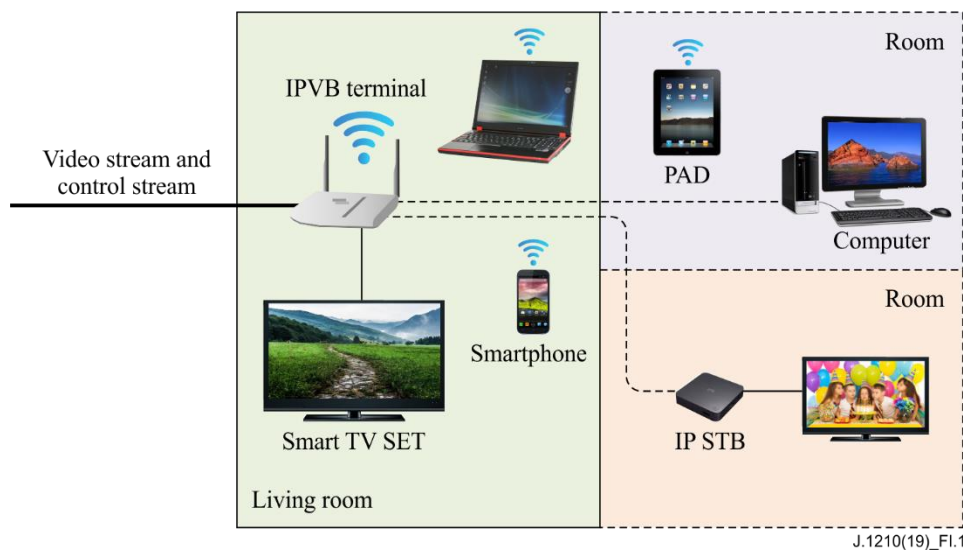 IPVB terminal
Video stream and
control stream
Smart TV SET
Smartphone
Living room
Room
PAD
Computer
Room
IP STB
J.1210(19)_FI.1